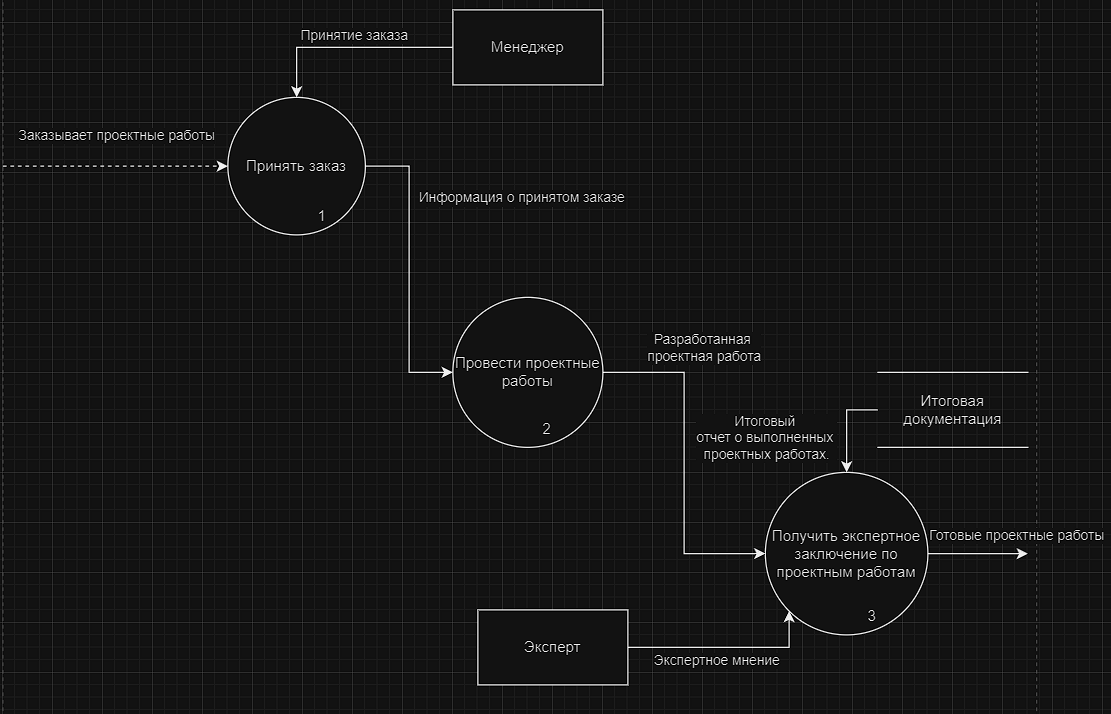 Принятие заказа
Менеджер
Заказывает проектные работы
Принять заказ
1
Информация о принятом заказе
Провести проектные
работы
2
Разработанная
проектная работа
Итоговая
документация
Итоговый
отчет о выполненных
проектных работах.
Получить экспертное
заключение по
проектным работам
3
Готовые проектные работы
Эксперт
Экспертное мнение